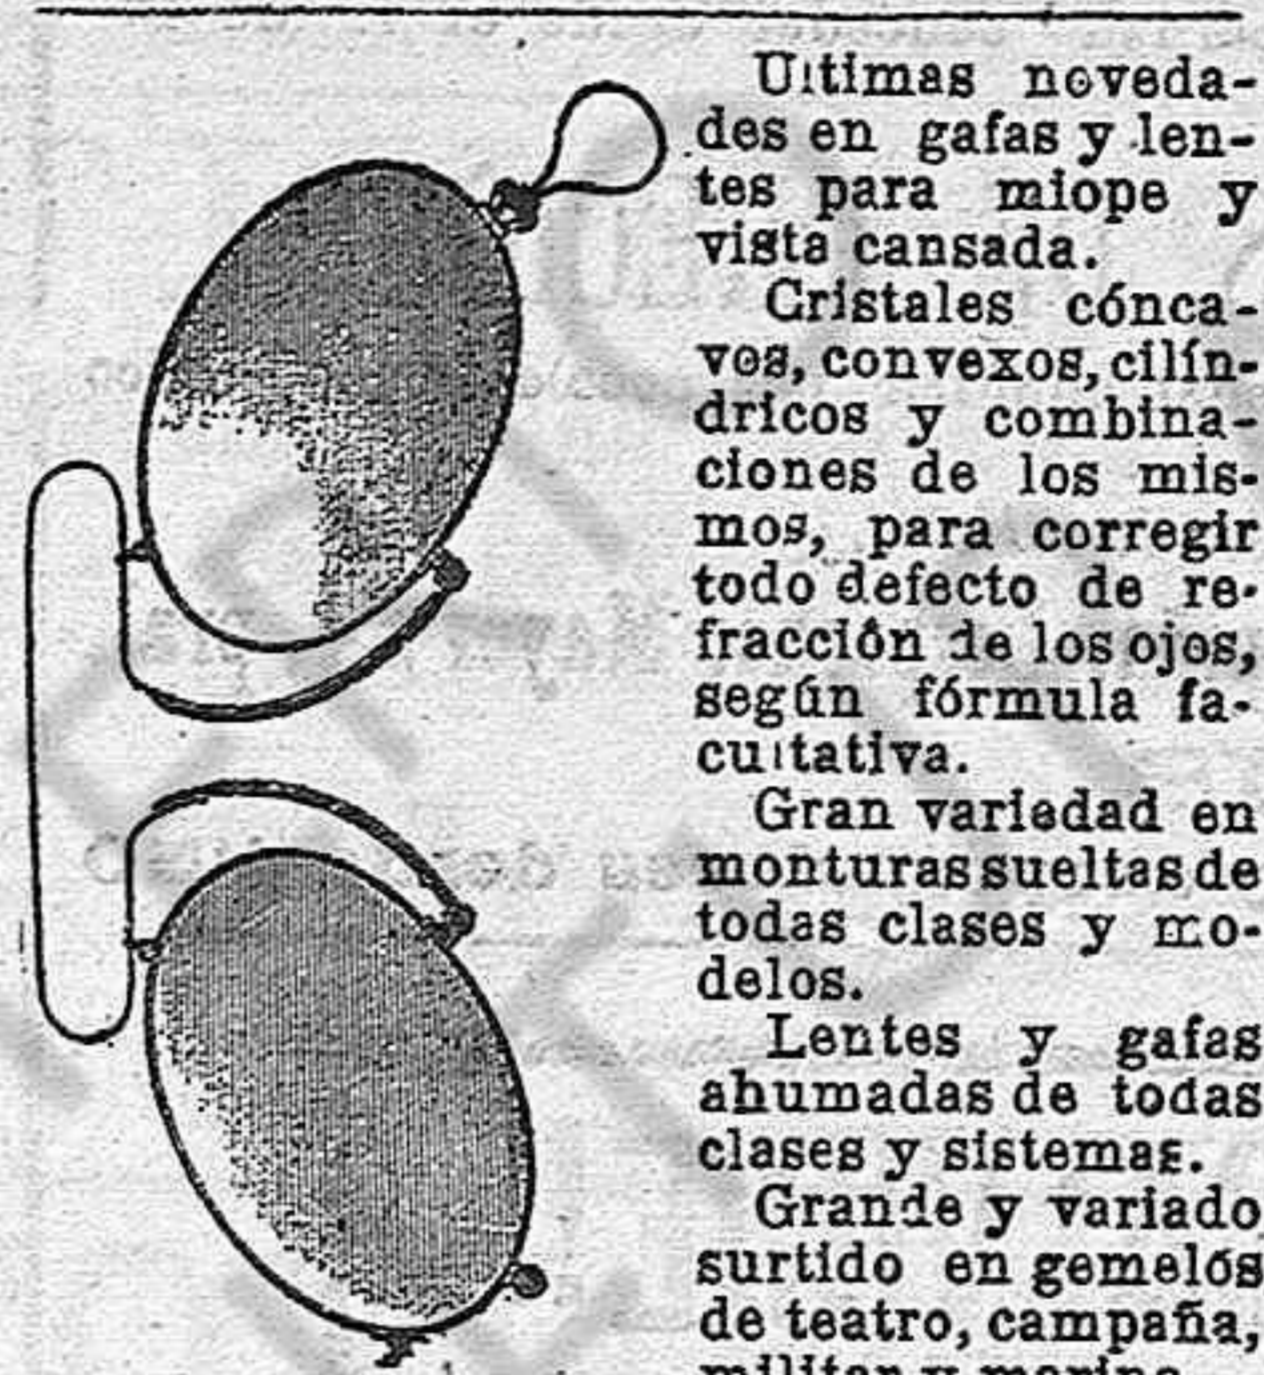 Ultimas noveda-
des en gafas y len-
tes para miope y
vista cansada.
Cristales cónca-
vos, convexos, cilín-
dricos y combina-
ciones de los mis-
mos, para corregir
todo defecto de re-
fracción de los ojos,
según fórmula fa-
cultativa.
Gran variedad en
monturas sueltas de
todas clases y mo-
delos.
Lentes y gafas
ahumadas de todas
clases y sistemas.
Grande y variado
surtido en gemelos
de teatro, campaña,
militar y marina